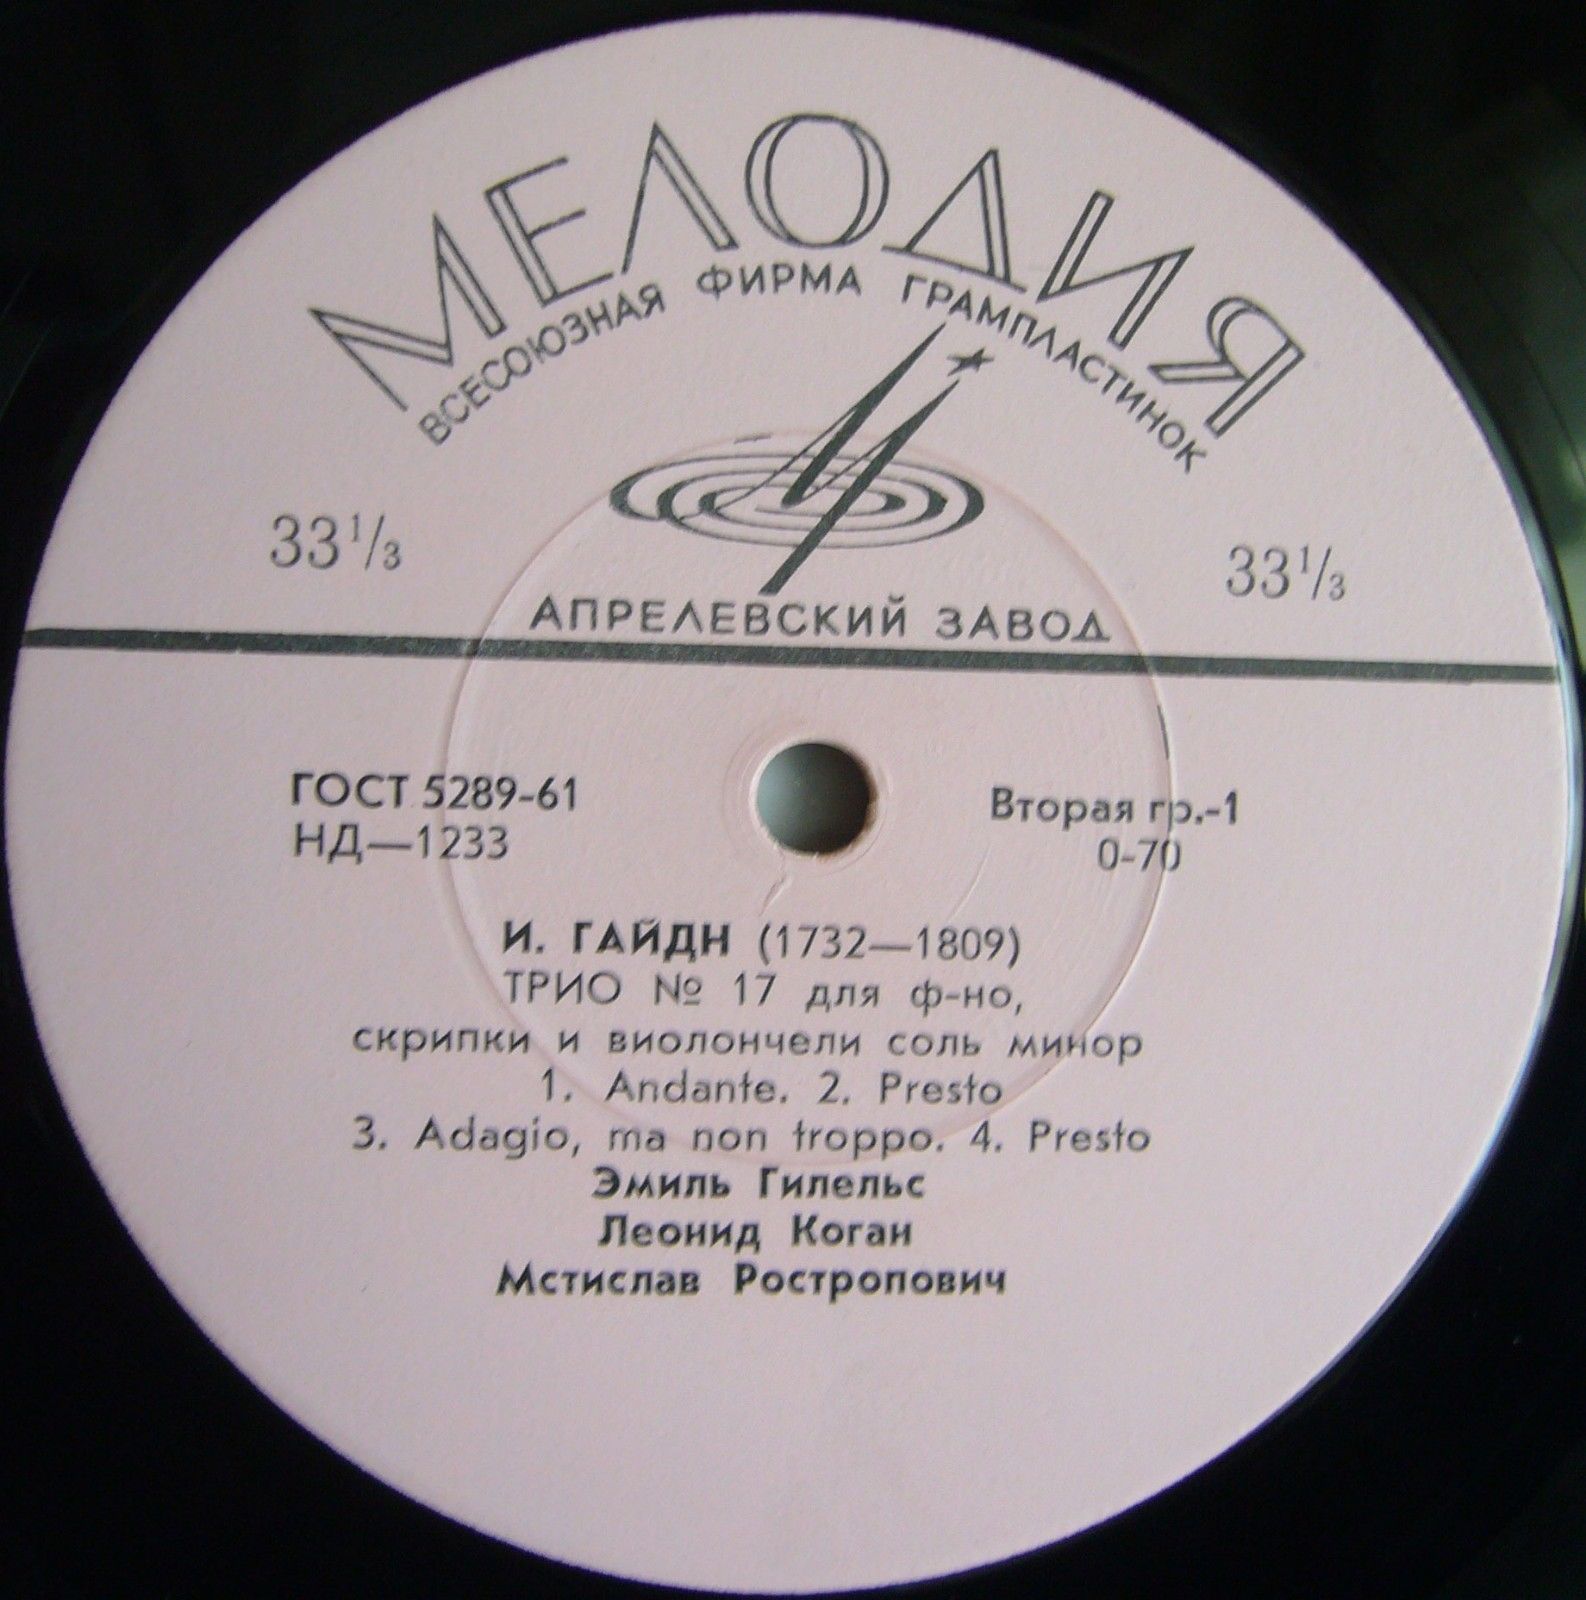 МЕЛОДИЯ
ВСЕСОЮЗНАЯ ФИРМА ГРАМПЛАСТИНОК
33 1/3
33 1/3
АПРЕЛЕВСКИЙ ЗАВОД
ГОСТ 5289-61
Вторая гр.-1
НД—1233
0-70
И. ГАЙДН (1732—1809)
ТРИО № 17 для ф-но,
скрипки и виолончели соль минор
1. Andante. 2. Presto
3. Adagio, ma non troppo. 4. Presto
Эмиль Гилельс
Леонид Коган
Мстислав Ростропович